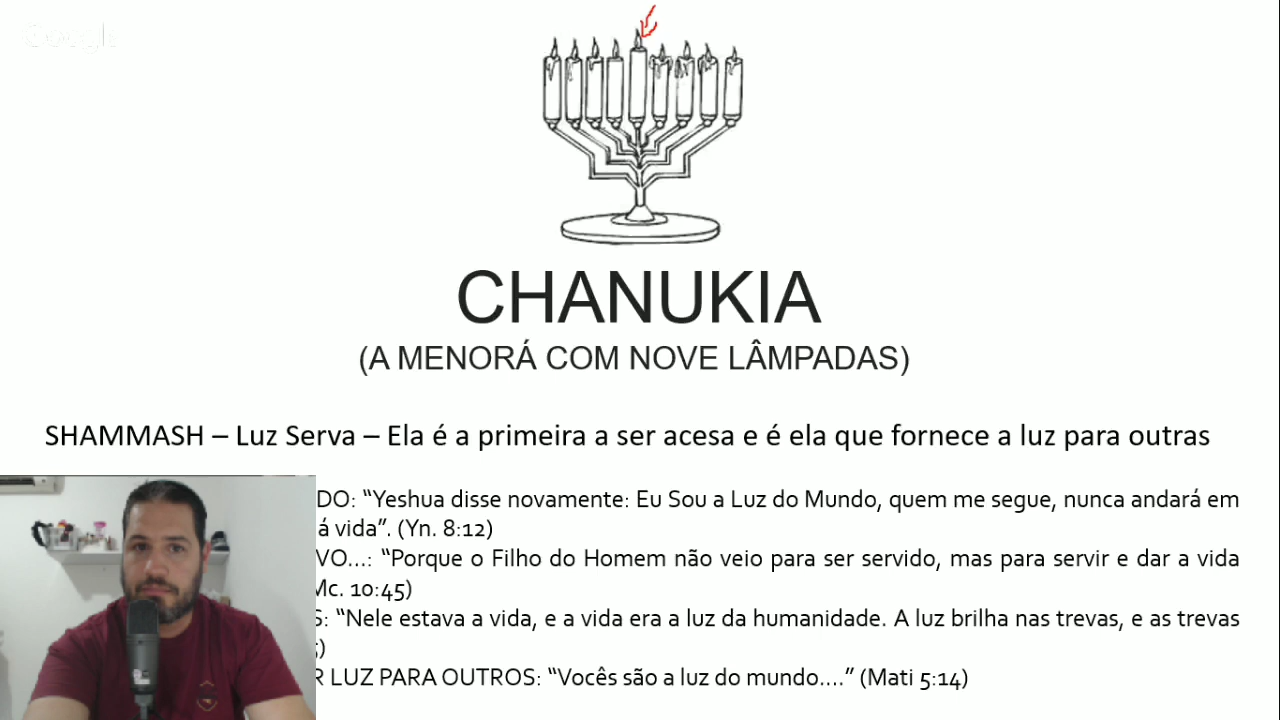 Google
CHANUKIA
(A MENORÁ COM NOVE LÂMPADAS)
SHAMMASH – Luz Serva – Ela é a primeira a ser acesa e é ela que fornece a luz para outras
DO: “Yeshua disse novamente: Eu Sou a Luz do Mundo, quem me segue, nunca andará em
á vida”. (Yn. 8:12)
VO...: “Porque o Filho do Homem não veio para ser servido, mas para servir e dar a vida
Mc. 10:45)
S: “Nele estava a vida, e a vida era a luz da humanidade. A luz brilha nas trevas, e as trevas
5)
R LUZ PARA OUTROS: “Vocês são a luz do mundo....” (Mati 5:14)